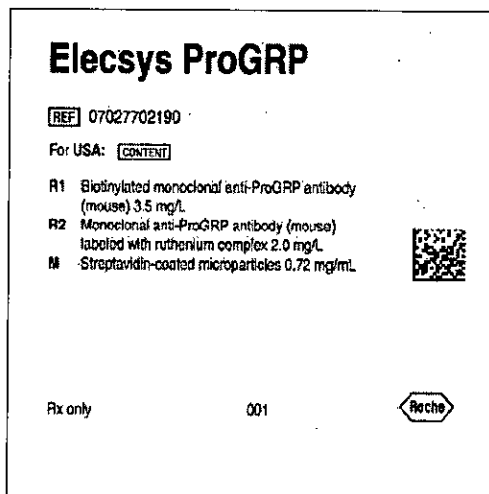 Elecsys ProGRP
REF 07027702190
For USA: CONTENT
R1 Biotinylated monoclonal anti-ProGRP antibody
(mouse) 3.5 mg/L
R2 Monoclonal anti-ProGRP antibody (mouse)
labeled with ruthenium complex 2.0 mg/L
M Streptavidin-coated microparticles 0.72 mg/mL
Rx only 001 Roche